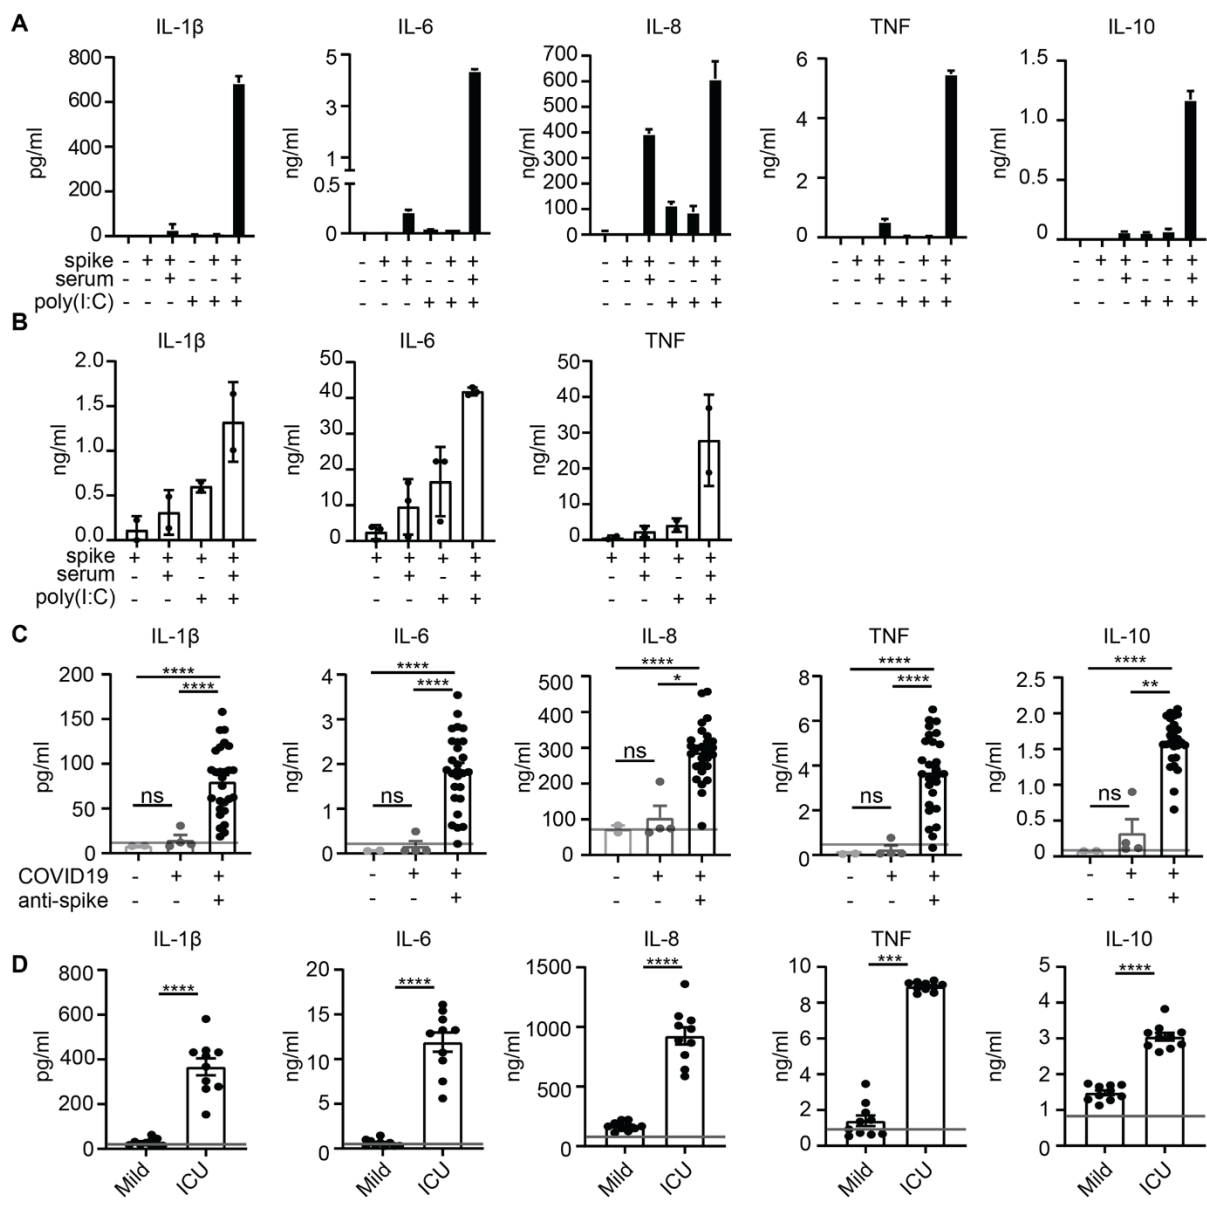 A
IL-1β
pg/ml
800
600
400
200
0
IL-6
ng/ml
5
3
1
0.5
0
IL-8
ng/ml
700
600
500
400
300
200
100
0
TNF
ng/ml
6
4
2
0
IL-10
ng/ml
1.5
1.0
0.5
0
spike - + + - + + - + + - + + - + + - + + - + + - + + - + + - + +
serum - - + - - + - - + - - + - - + - - + - - + - - + - - + - - +
poly(I:C) - - - + + + - - - + + + - - - + + + - - - + + + - - - + + +
B
IL-1β
ng/ml
2.0
1.5
1.0
0.5
0.0
IL-6
ng/ml
50
40
30
20
10
0
TNF
ng/ml
50
40
30
20
10
0
spike + + + + + + + + + + + +
serum - + - + - + - + - + - +
poly(I:C) - - + + - - + + - - + +
C
IL-1β
pg/ml
200
150
100
50
0
****
****
ns
IL-6
ng/ml
4
3
2
1
0
****
****
ns
IL-8
ng/ml
500
400
300
200
100
0
****
*
ns
TNF
ng/ml
8
6
4
2
0
****
****
ns
IL-10
ng/ml
2.5
2.0
1.5
1.0
0.5
0
****
**
ns
COVID19 - + + - + + - + + - + + - + +
anti-spike - - + - - + - - + - - + - - +
D
IL-1β
pg/ml
800
600
400
200
0
****
Mild ICU
IL-6
ng/ml
20
15
10
5
0
****
Mild ICU
IL-8
ng/ml
1500
1000
500
0
****
Mild ICU
TNF
ng/ml
10
8
6
4
2
0
***
Mild ICU
IL-10
ng/ml
5
4
3
2
1
0
****
Mild ICU